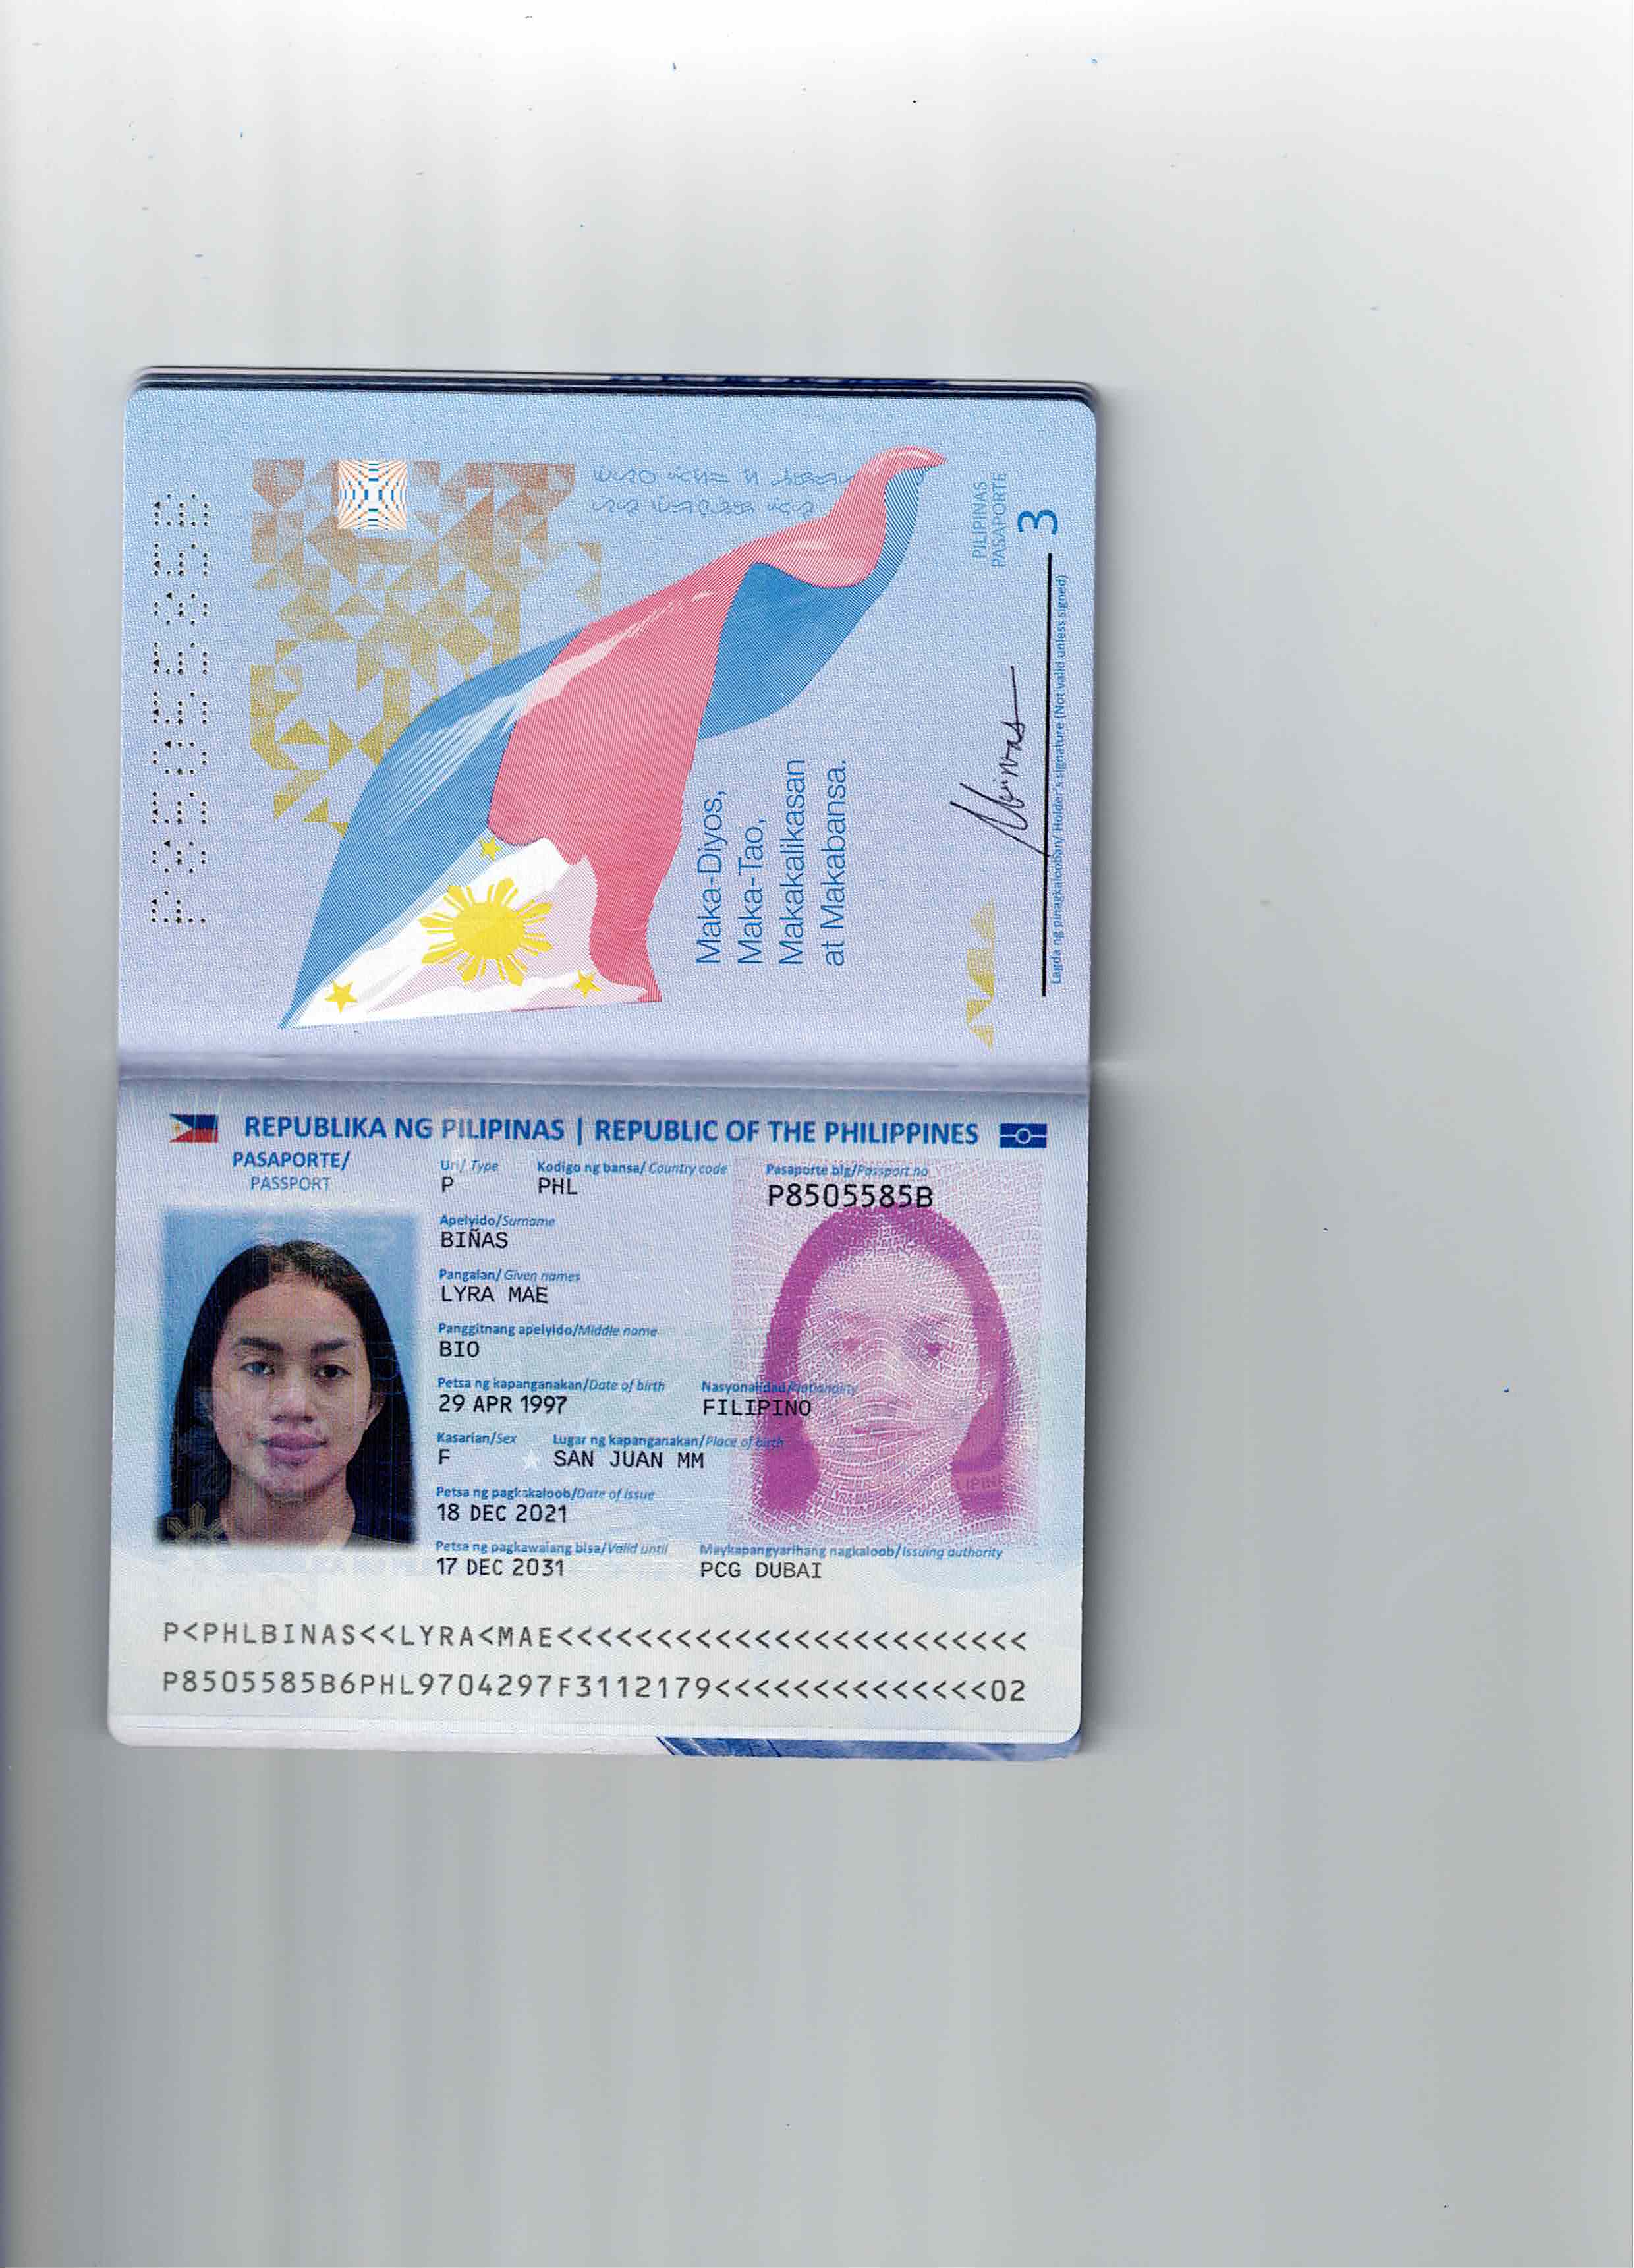 P8505585B
PILIPINAS
PASAPORTE
3
Maka-Diyos,
Maka-Tao,
Makakalikasan
at Makabansa.
Lagda ng pinagkalooban/ Holder's signature (Not valid unless signed)
REPUBLIKA NG PILIPINAS | REPUBLIC OF THE PHILIPPINES
PASAPORTE/
PASSPORT
Uri/ Type
P
Kodigo ng bansa/ Country code
PHL
Pasaporte blg/Passport no
P8505585B
Apelyido/Surname
BIÑAS
Pangalan/ Given names
LYRA MAE
Panggitnang apelyido/Middle name
BIO
Petsa ng kapanganakan/Date of birth
29 APR 1997
Nasyonalidad/Nationality
FILIPINO
Kasarian/Sex
F
Lugar ng kapanganakan/Place of birth
SAN JUAN MM
Petsa ng pagkakaloob/Date of issue
18 DEC 2021
Petsa ng pagkawalang bisa/Valid until
17 DEC 2031
Maykapangyarihang nagkaloob/Issuing authority
PCG DUBAI
P<PHLBINAS<<LYRA<MAE<<<<<<<<<<<<<<<<<<<<<<<<
P8505585B6PHL9704297F3112179<<<<<<<<<<<<<<02